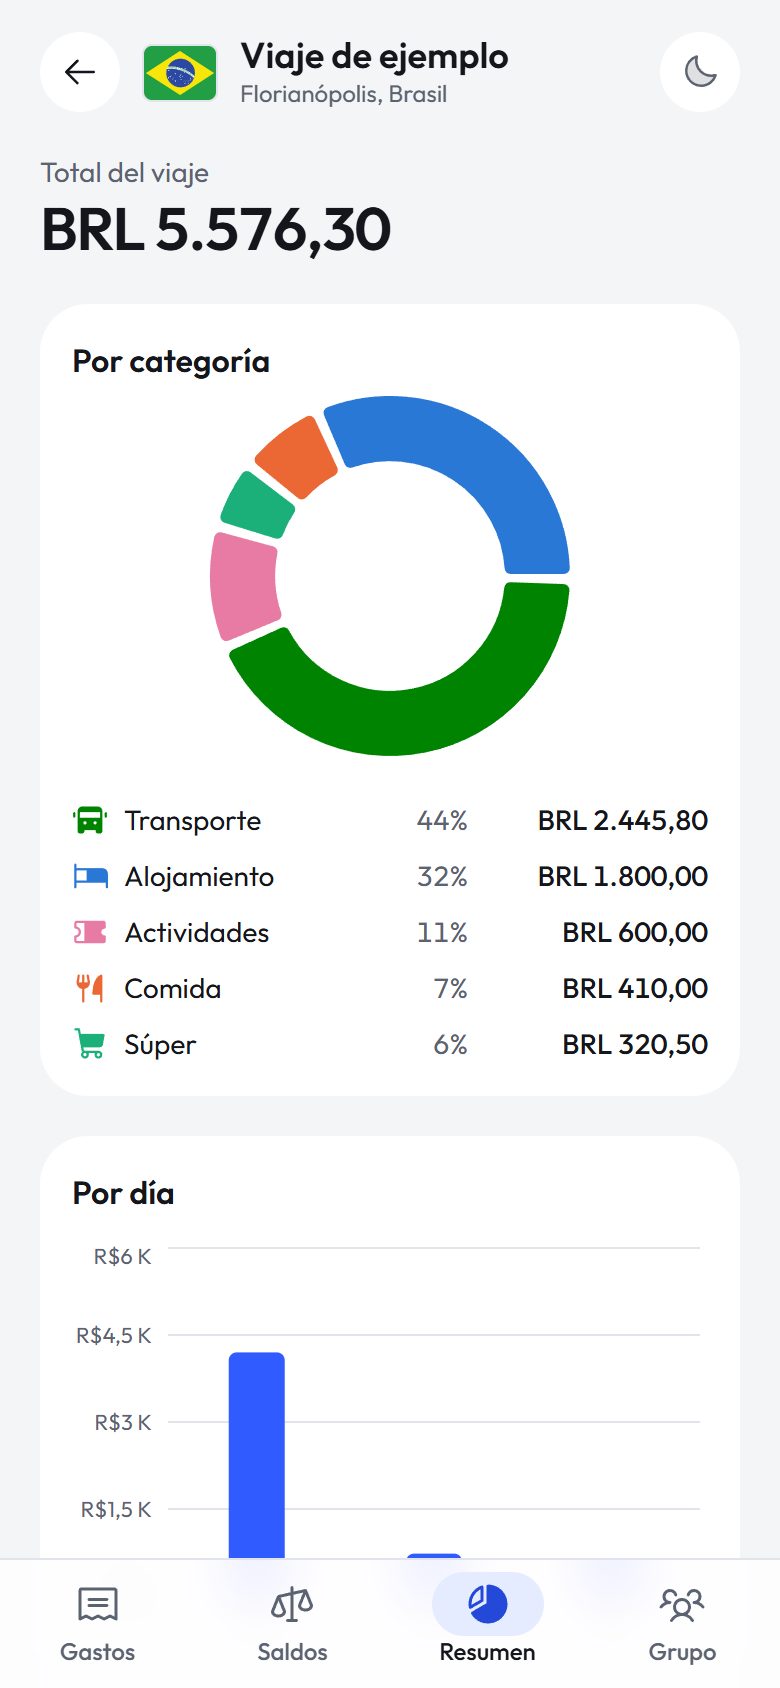 Viaje de ejemplo
Florianópolis, Brasil
Total del viaje
BRL 5.576,30
Por categoría
Transporte 44% BRL 2.445,80
Alojamiento 32% BRL 1.800,00
Actividades 11% BRL 600,00
Comida 7% BRL 410,00
Súper 6% BRL 320,50
Por día
R$6 K
R$4,5 K
R$3 K
R$1,5 K
Gastos Saldos Resumen Grupo